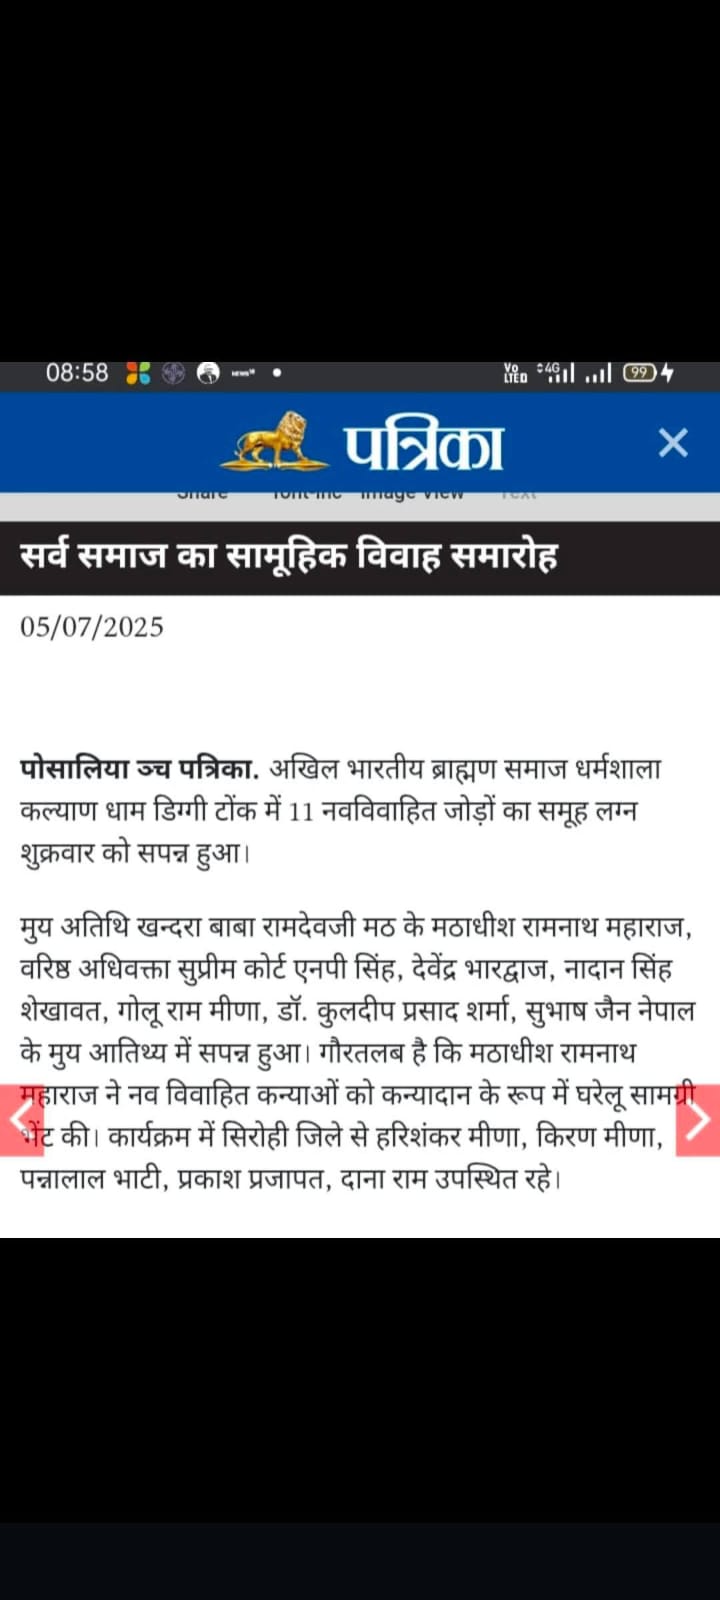 08:58
NEWS
Vo LTED 4G 99
पत्रिका
Share font-inc Image View Text
सर्व समाज का सामूहिक विवाह समारोह
05/07/2025
पोसालिया ञ्च पत्रिका. अखिल भारतीय ब्राह्मण समाज धर्मशाला
कल्याण धाम डिग्गी टोंक में 11 नवविवाहित जोड़ों का समूह लग्न
शुक्रवार को सपन्न हुआ।
मुय अतिथि खन्दरा बाबा रामदेवजी मठ के मठाधीश रामनाथ महाराज,
वरिष्ठ अधिवक्ता सुप्रीम कोर्ट एनपी सिंह, देवेंद्र भारद्वाज, नादान सिंह
शेखावत, गोलू राम मीणा, डॉ. कुलदीप प्रसाद शर्मा, सुभाष जैन नेपाल
के मुय आतिथ्य में सपन्न हुआ। गौरतलब है कि मठाधीश रामनाथ
महाराज ने नव विवाहित कन्याओं को कन्यादान के रूप में घरेलू सामग्री
भेंट की। कार्यक्रम में सिरोही जिले से हरिशंकर मीणा, किरण मीणा,
पन्नालाल भाटी, प्रकाश प्रजापत, दाना राम उपस्थित रहे।